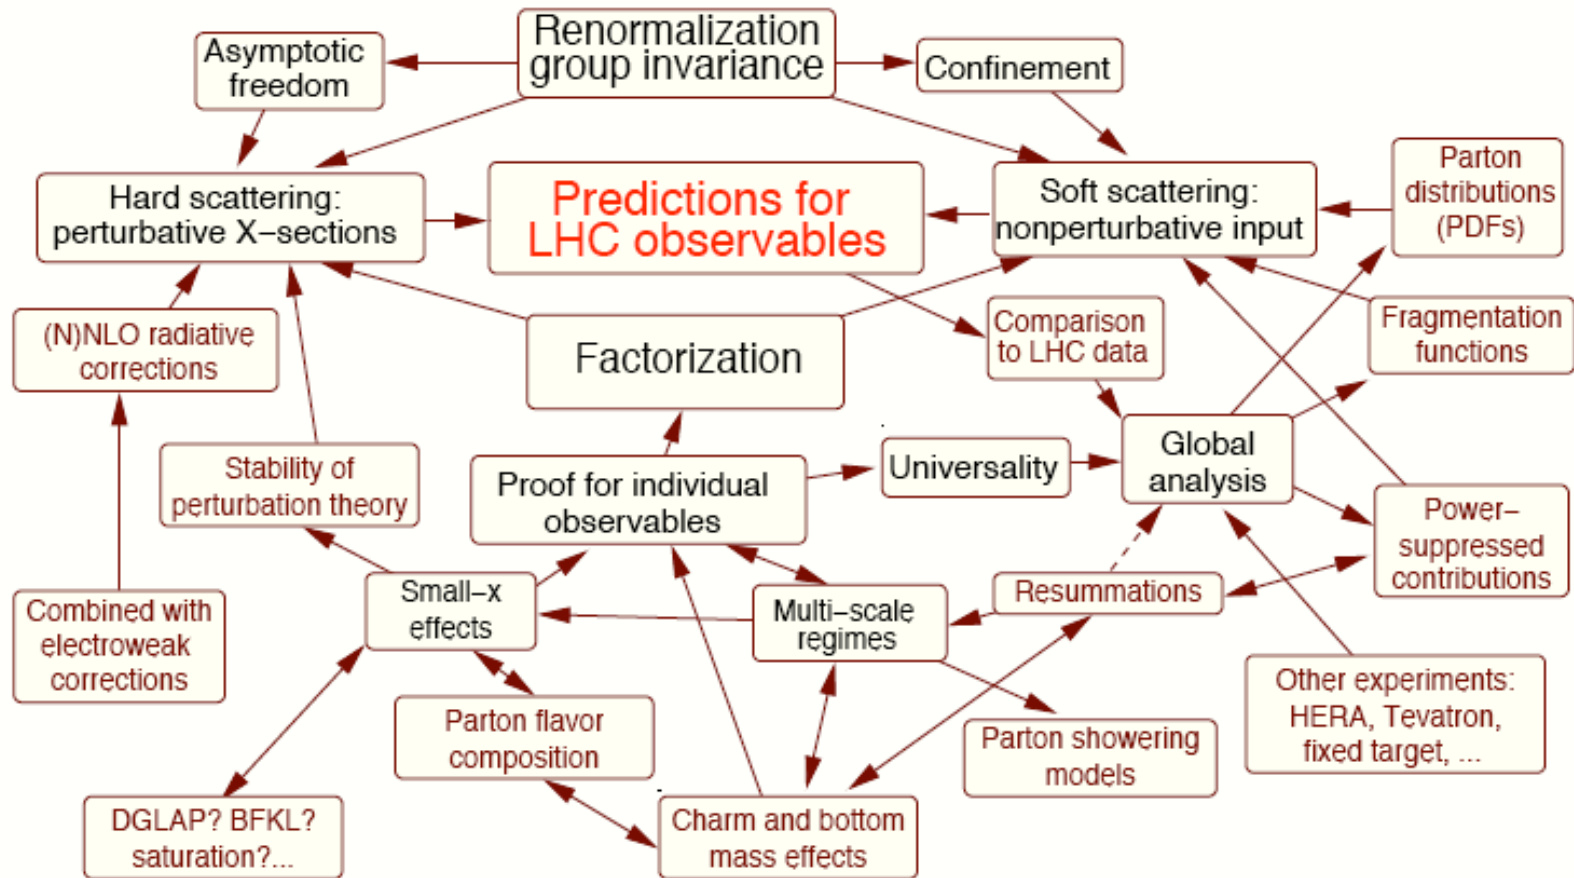 Asymptotic
freedom
Renormalization
group invariance
Confinement
Hard scattering:
perturbative X-sections
Predictions for
LHC observables
Soft scattering:
nonperturbative input
Parton
distributions
(PDFs)
(N)NLO radiative
corrections
Factorization
Comparison
to LHC data
Fragmentation
functions
Stability of
perturbation theory
Proof for individual
observables
Universality
Global
analysis
Power-
suppressed
contributions
Combined with
electroweak
corrections
Small-x
effects
Multi-scale
regimes
Resummations
Other experiments:
HERA, Tevatron,
fixed target, ...
Parton flavor
composition
Parton showering
models
DGLAP? BFKL?
saturation?...
Charm and bottom
mass effects